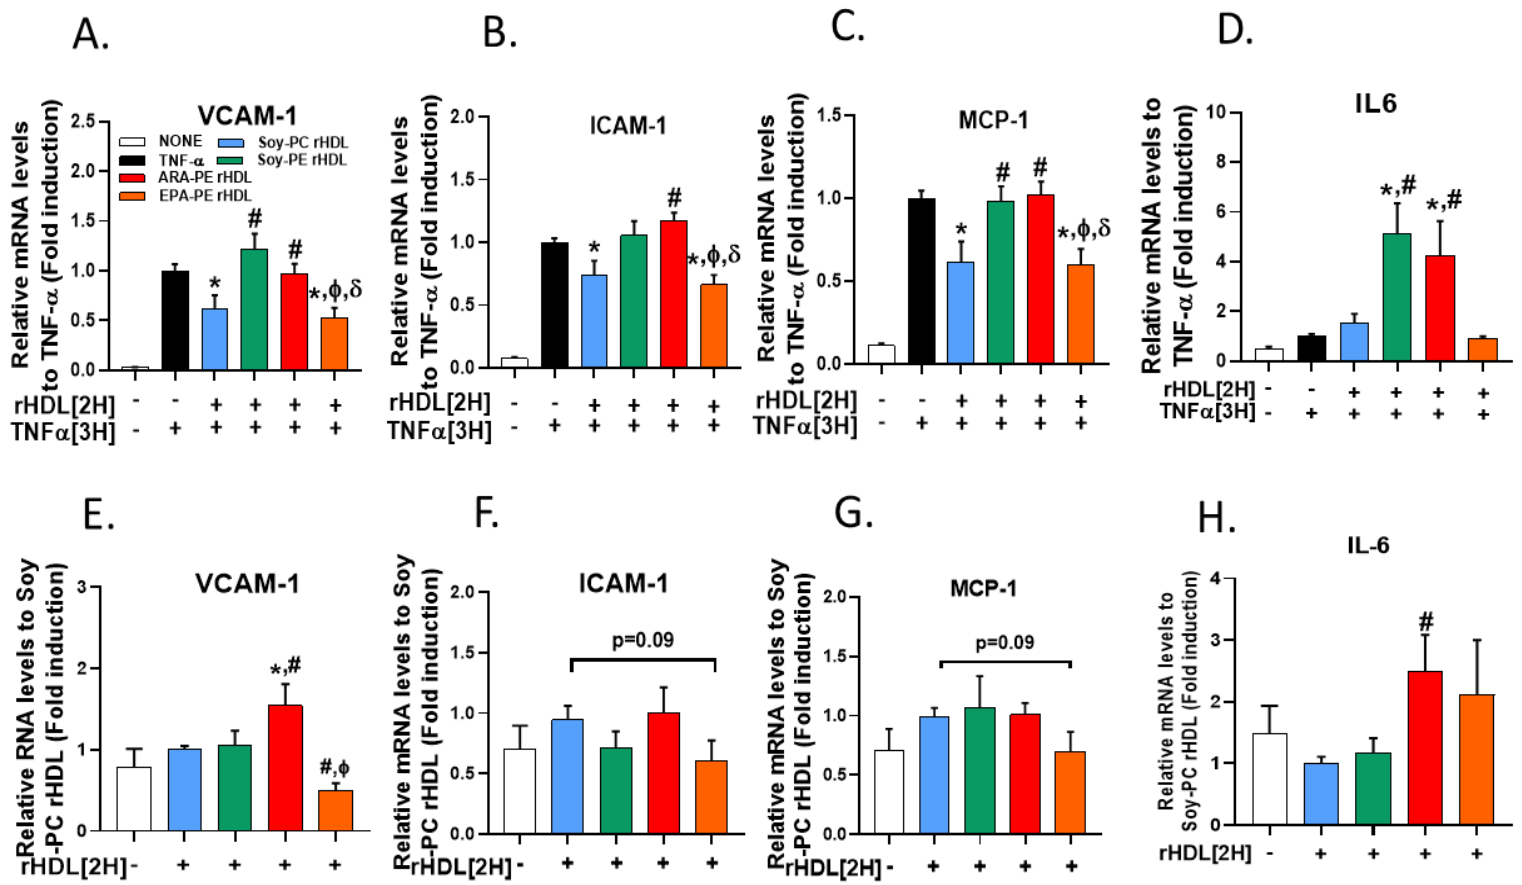 A.
VCAM-1
Relative mRNA levels
to TNF-α (Fold induction)
2.5
2.0
1.5
1.0
0.5
0.0
NONE
TNF-α
ARA-PE rHDL
EPA-PE rHDL
Soy-PC rHDL
Soy-PE rHDL
*
#
#
*,ϕ,δ
rHDL[2H] - - + + + +
TNFα[3H] - + + + + +
B.
ICAM-1
Relative mRNA levels
to TNF-α (Fold induction)
2.0
1.5
1.0
0.5
0.0
*
#
*,ϕ,δ
rHDL[2H] - + + + +
TNFα[3H] - + + + + +
C.
MCP-1
Relative mRNA levels
to TNF-α (Fold induction)
1.5
1.0
0.5
0.0
*
#
#
*,ϕ,δ
rHDL[2H] - - + + + +
TNFα[3H] - + + + + +
D.
IL6
Relative mRNA levels to
TNF-α (Fold induction)
10
8
6
4
2
0
*,#
*,#
rHDL[2H] - - + + + +
TNFα[3H] - + + + + +
E.
VCAM-1
Relative RNA levels to Soy
-PC rHDL (Fold induction)
3
2
1
0
*,#
#,ϕ
rHDL[2H] - + + + +
F.
ICAM-1
Relative mRNA levels to Soy
-PC rHDL (Fold induction)
2.0
1.5
1.0
0.5
0.0
p=0.09
rHDL[2H] - + + + +
G.
MCP-1
Relative mRNA levels to Soy
-PC rHDL (Fold induction)
2.0
1.5
1.0
0.5
0.0
p=0.09
rHDL[2H] - + + + +
H.
IL-6
Relative mRNA levels to
Soy-PC rHDL (Fold induction)
4
3
2
1
0
#
rHDL[2H] - + + + +